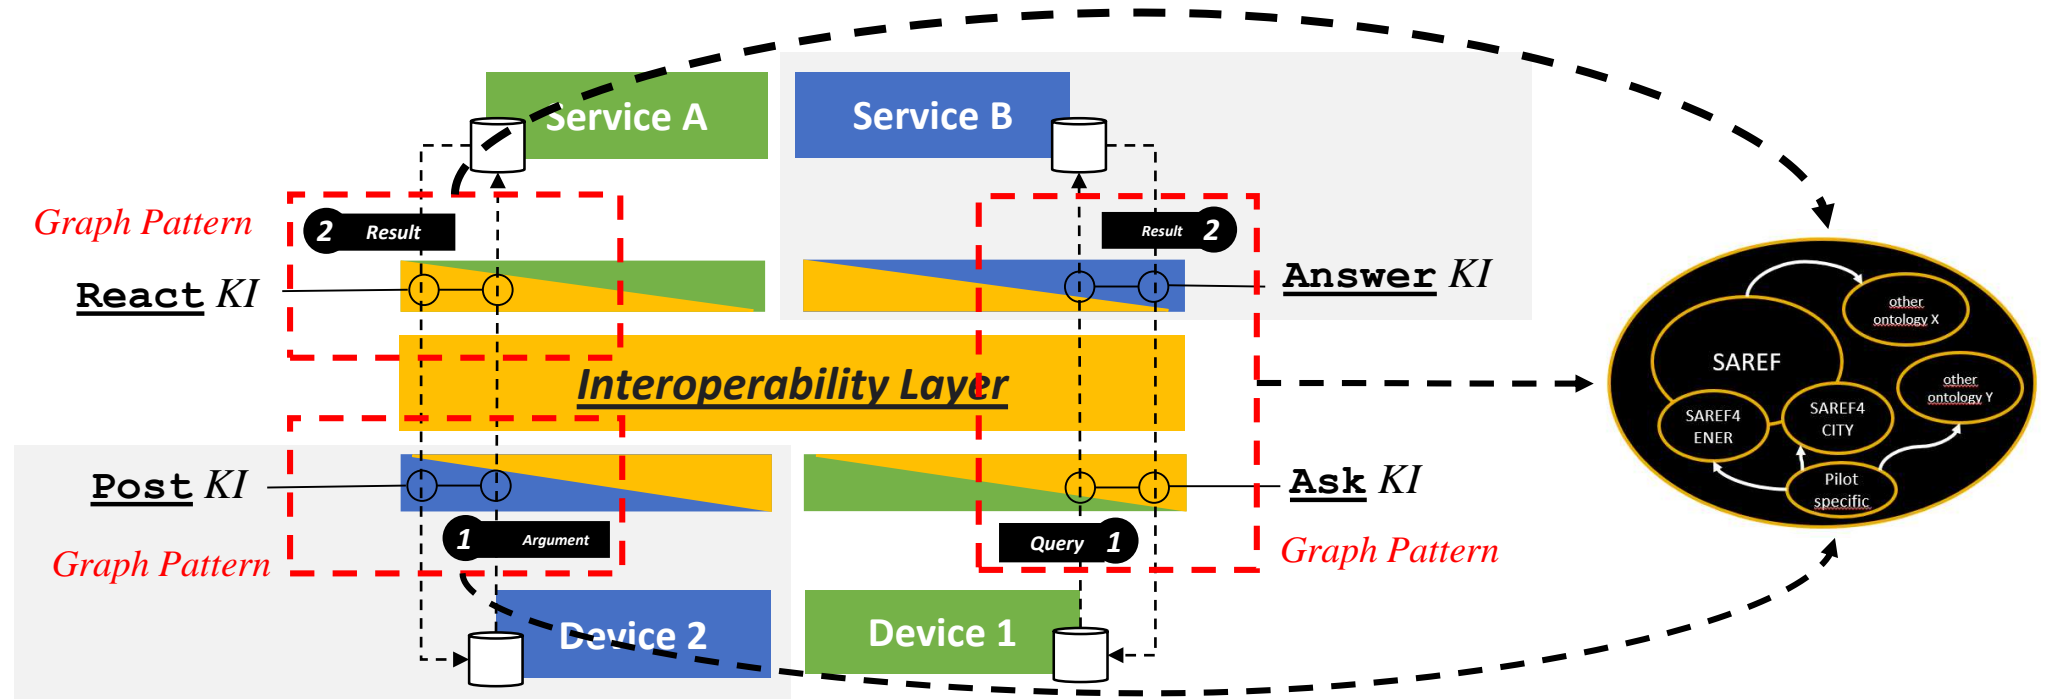 Service A
Service B
Graph Pattern
2 Result
Result 2
React KI
Answer KI
Interoperability Layer
Post KI
Ask KI
1 Argument
Query 1
Graph Pattern
Graph Pattern
Device 2
Device 1
other
ontology X
SAREF
other
ontology Y
SAREF4
ENER
SAREF4
CITY
Pilot
specific